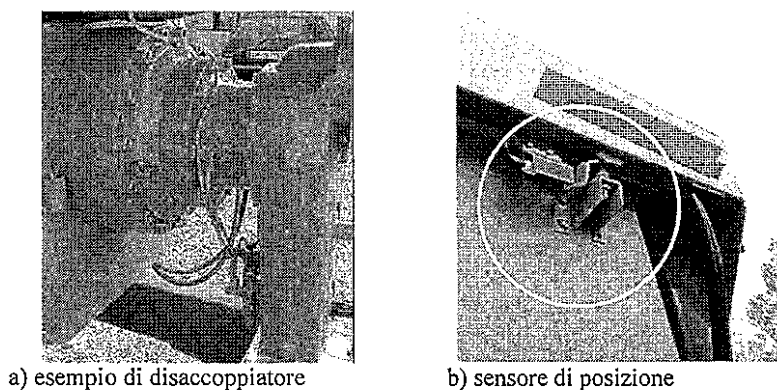 a) esempio di disaccoppiatore
b) sensore di posizione